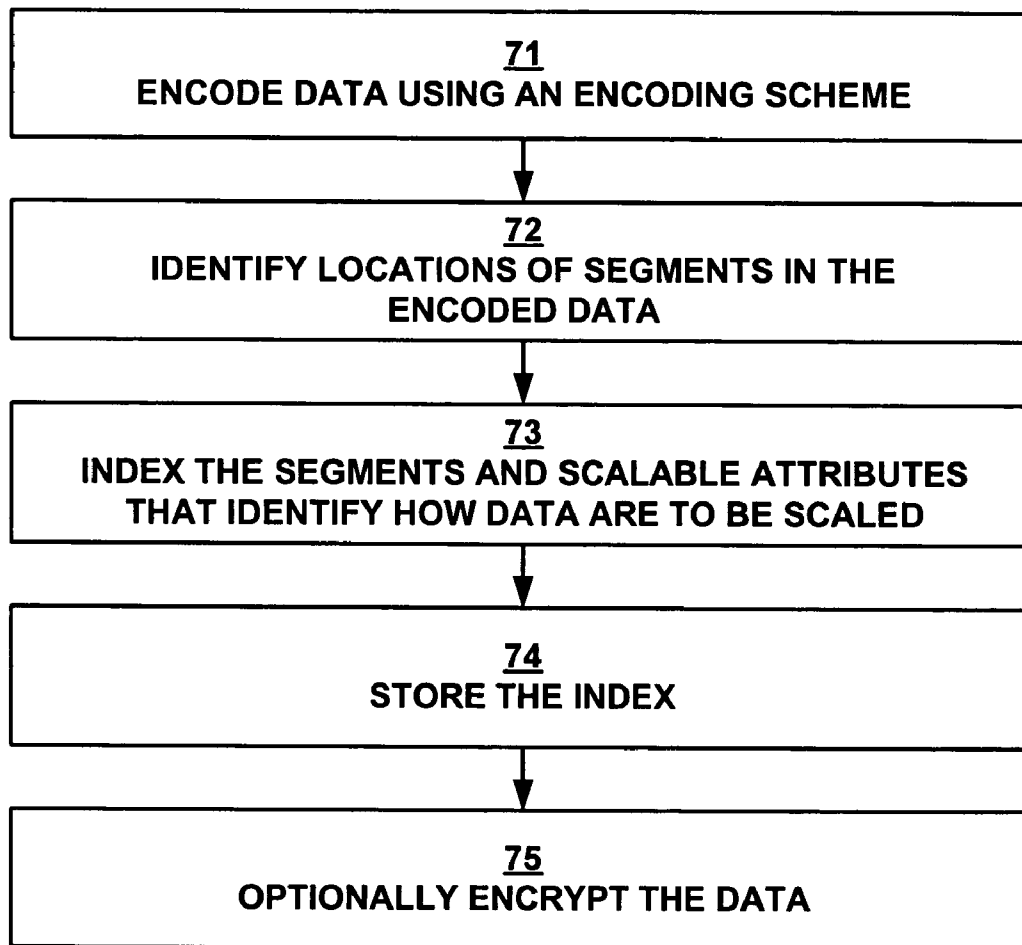 71
ENCODE DATA USING AN ENCODING SCHEME
72
IDENTIFY LOCATIONS OF SEGMENTS IN THE
ENCODED DATA
73
INDEX THE SEGMENTS AND SCALABLE ATTRIBUTES
THAT IDENTIFY HOW DATA ARE TO BE SCALED
74
STORE THE INDEX
75
OPTIONALLY ENCRYPT THE DATA